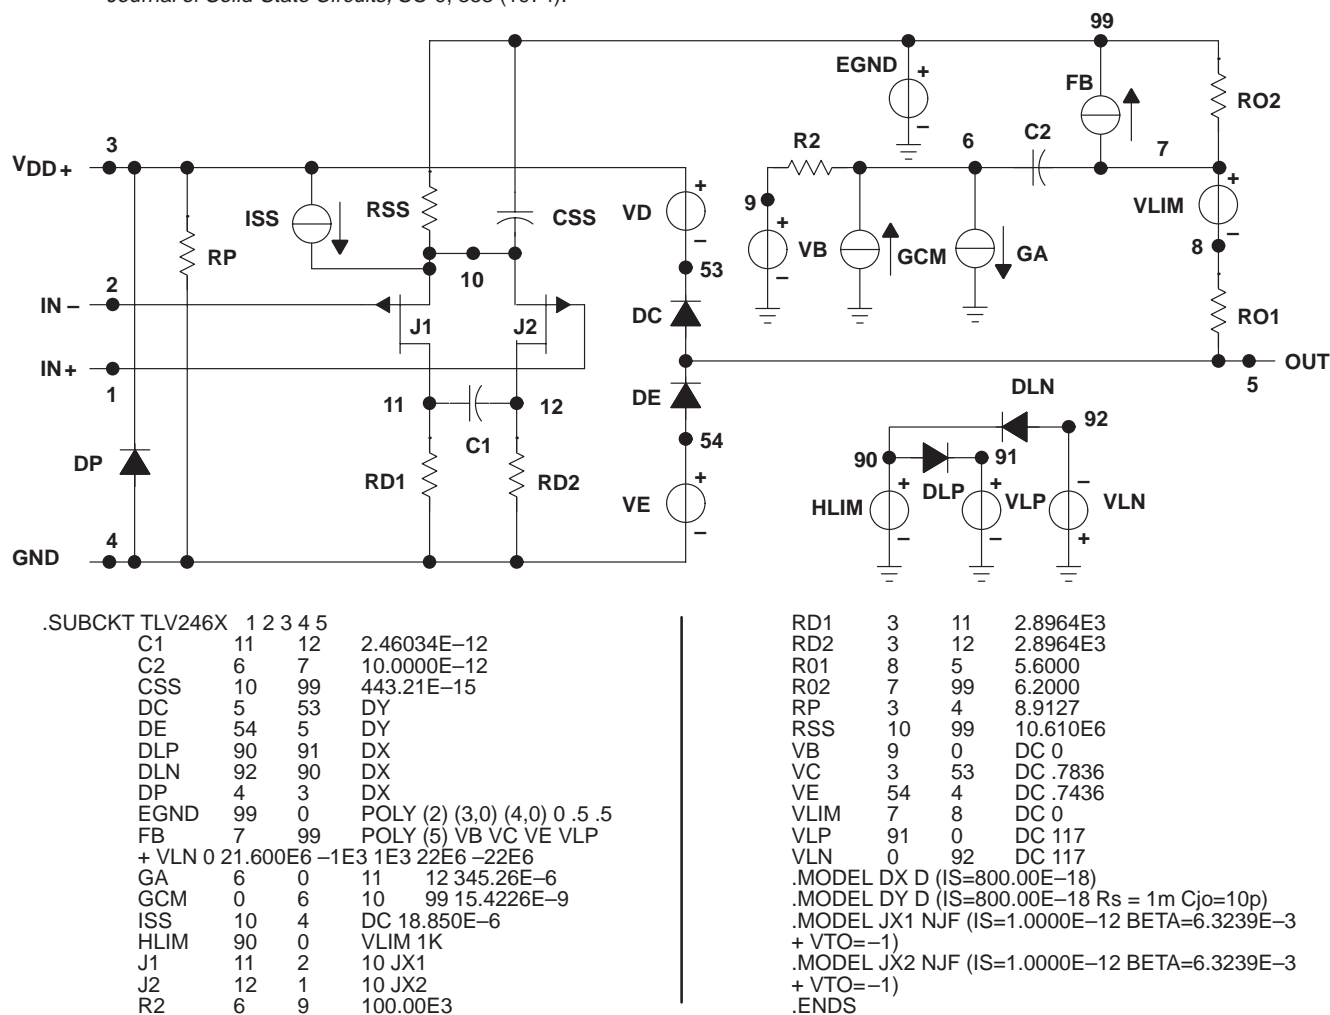 99
EGND
+
–
FB
RO2
3
VDD+
R2
6
C2
7
ISS
RSS
CSS
VD
+
–
9
VB
+
–
GCM
GA
VLIM
+
–
8
RP
10
53
2
IN –
J1
J2
DC
RO1
IN+
1
OUT
5
11
12
C1
DE
54
DLN
92
90
91
DP
RD1
RD2
VE
+
–
HLIM
+
–
DLP
+
–
VLP
–
+
VLN
4
GND
.SUBCKT TLV246X 1 2 3 4 5
C1 11 12 2.46034E–12
C2 6 7 10.0000E–12
CSS 10 99 443.21E–15
DC 5 53 DY
DE 54 5 DY
DLP 90 91 DX
DLN 92 90 DX
DP 4 3 DX
EGND 99 0 POLY (2) (3,0) (4,0) 0 .5 .5
FB 7 99 POLY (5) VB VC VE VLP
+ VLN 0 21.600E6 –1E3 1E3 22E6 –22E6
GA 6 0 11 12 345.26E–6
GCM 0 6 10 99 15.4226E–9
ISS 10 4 DC 18.850E–6
HLIM 90 0 VLIM 1K
J1 11 2 10 JX1
J2 12 1 10 JX2
R2 6 9 100.00E3
RD1 3 11 2.8964E3
RD2 3 12 2.8964E3
R01 8 5 5.6000
R02 7 99 6.2000
RP 3 4 8.9127
RSS 10 99 10.610E6
VB 9 0 DC 0
VC 3 53 DC .7836
VE 54 4 DC .7436
VLIM 7 8 DC 0
VLP 91 0 DC 117
VLN 0 92 DC 117
.MODEL DX D (IS=800.00E–18)
.MODEL DY D (IS=800.00E–18 Rs = 1m Cjo=10p)
.MODEL JX1 NJF (IS=1.0000E–12 BETA=6.3239E–3
+ VTO=–1)
.MODEL JX2 NJF (IS=1.0000E–12 BETA=6.3239E–3
+ VTO=–1)
.ENDS